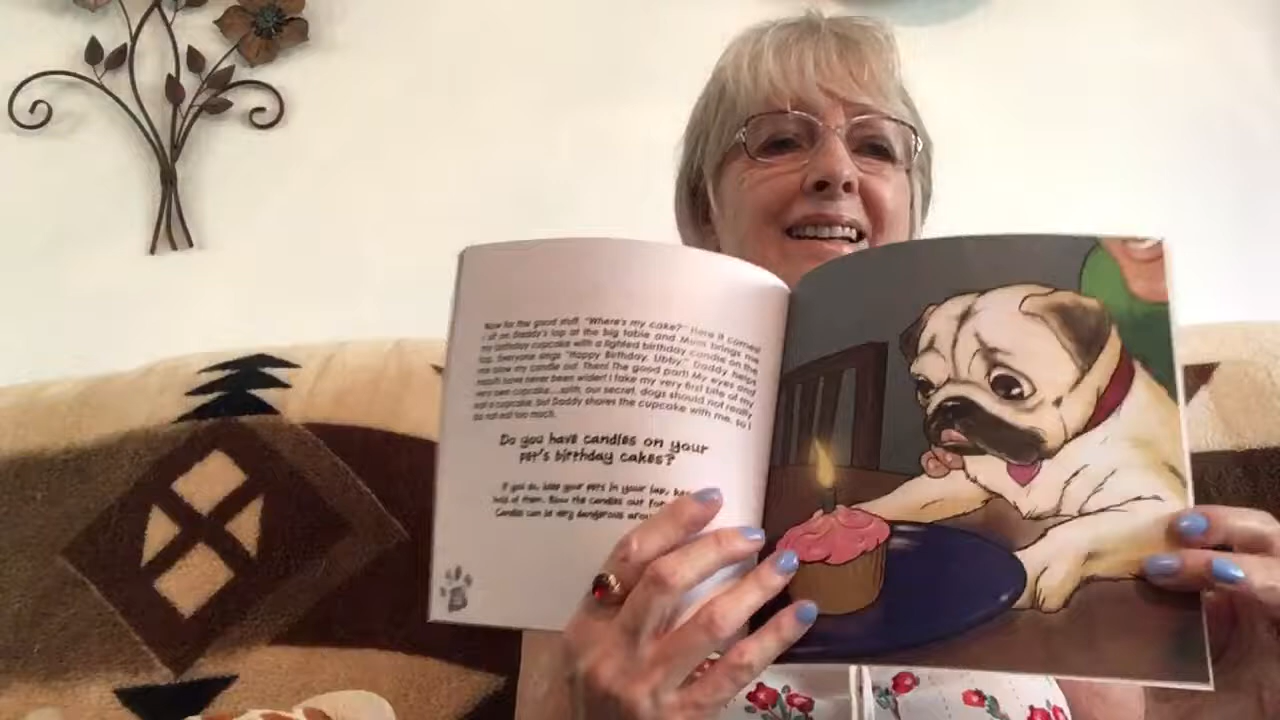 Now for the good stuff. "Where's my cake?" Here it comes!
I sit on Daddy's lap at the big table and Mom brings me
my birthday cupcake with a lighted birthday candle on the
top. Everyone sings "Happy Birthday, Libby." Daddy helps
me blow my candle out. Then! The good part! My eyes and
mouth have never been wider! I take my very first bite of my
very own cupcake... our secret, dogs should not really
eat a cupcake, but Daddy shares the cupcake with me, so I
do not eat too much.
Do you have candles on your
pet's birthday cakes?
If you do, keep your pets in your lap,
hold of them. Blow the candles out for
Candles can be very dangerous